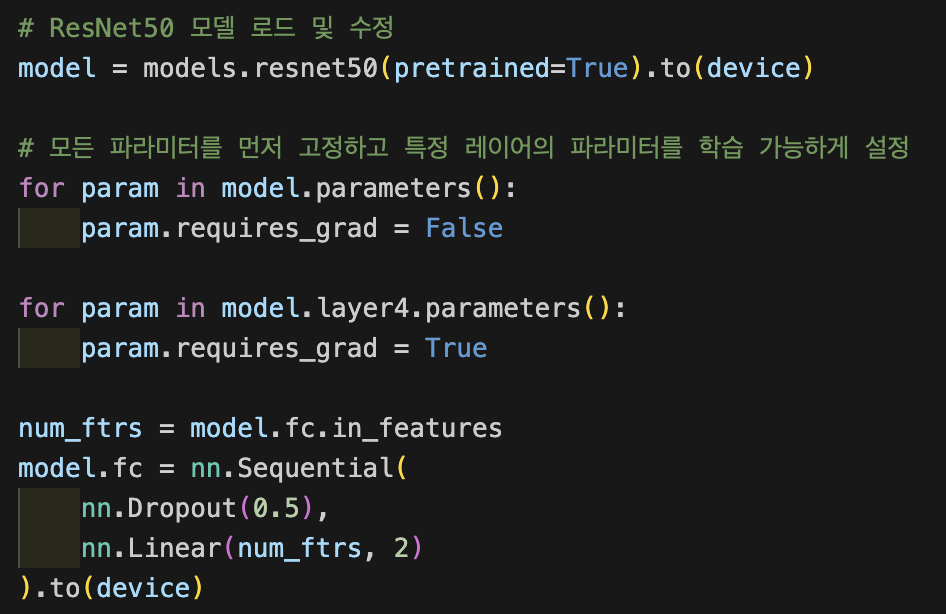 # ResNet50 모델 로드 및 수정
model = models.resnet50(pretrained=True).to(device)

# 모든 파라미터를 먼저 고정하고 특정 레이어의 파라미터를 학습 가능하게 설정
for param in model.parameters():
    param.requires_grad = False

for param in model.layer4.parameters():
    param.requires_grad = True

num_ftrs = model.fc.in_features
model.fc = nn.Sequential(
    nn.Dropout(0.5),
    nn.Linear(num_ftrs, 2)
).to(device)